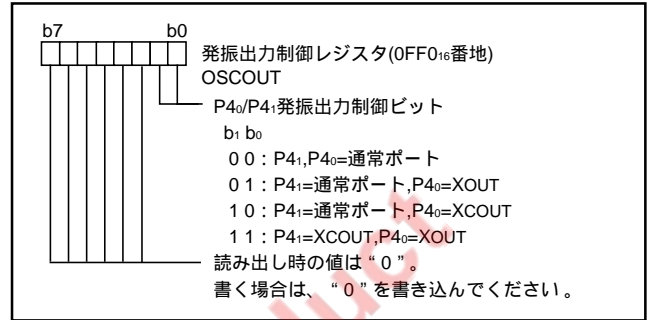 b7 b0
発振出力制御レジスタ(0FF0₁₆番地)
OSCOUT
P4₀/P4₁発振出力制御ビット
b₁ b₀
0 0：P4₁,P4₀=通常ポート
0 1：P4₁=通常ポート,P4₀=XOUT
1 0：P4₁=通常ポート,P4₀=XCOUT
1 1：P4₁=XCOUT,P4₀=XOUT
読み出し時の値は“0”。
書く場合は、“0”を書き込んでください。